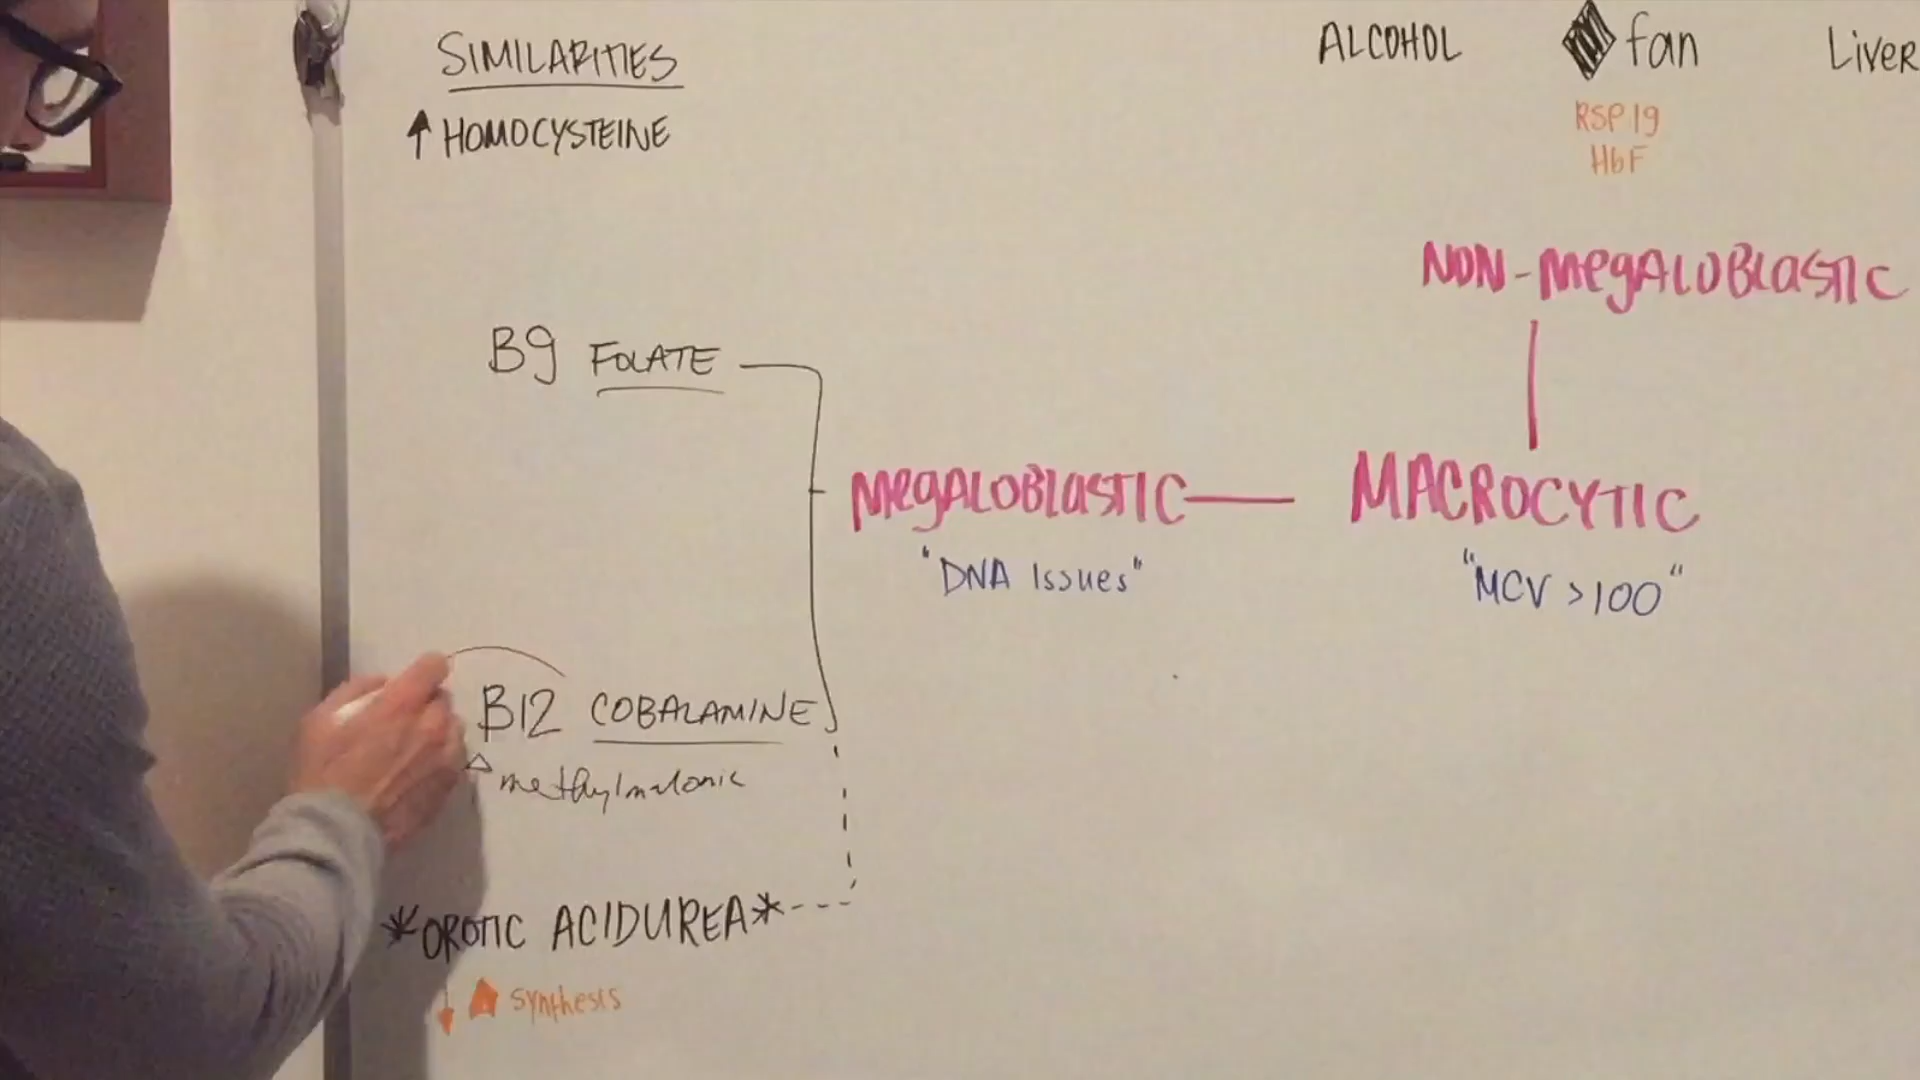 SIMILARITIES
↑ HOMOCYSTEINE
ALCOHOL
fan
RSP19
HbF
Liver
NON-MegALOBLASTIC
B9 FOLATE
MegALOBLASTIC
"DNA Issues"
MACROCYTIC
"MCV >100"
B12 COBALAMINE
methylmalonic
*OROTIC ACIDUREA*
↓ synthesis